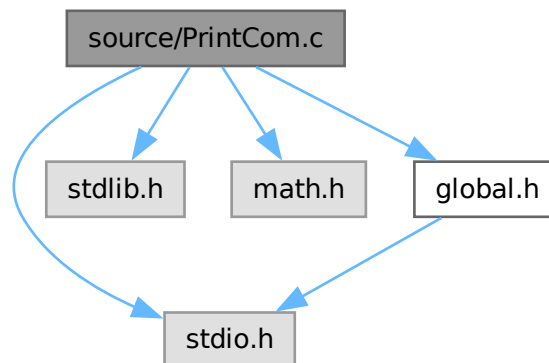 source/PrintCom.c
stdlib.h
math.h
global.h
stdio.h